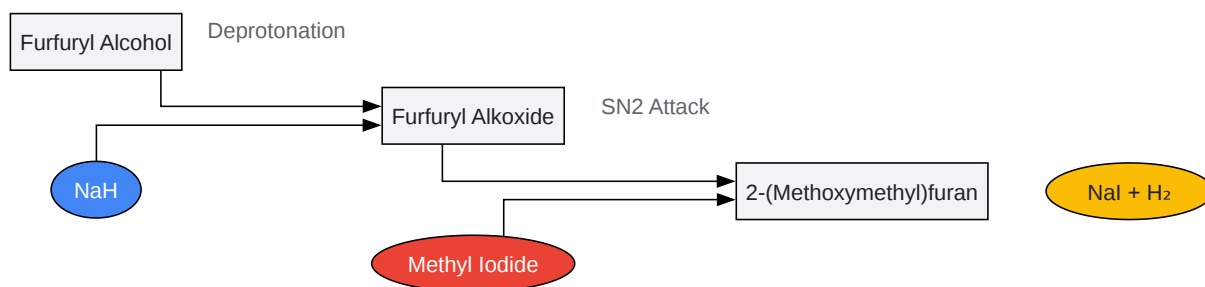 Furfuryl Alcohol
Deprotonation
Furfuryl Alkoxide
SN2 Attack
NaH
2-(Methoxymethyl)furan
NaI + H₂
Methyl Iodide